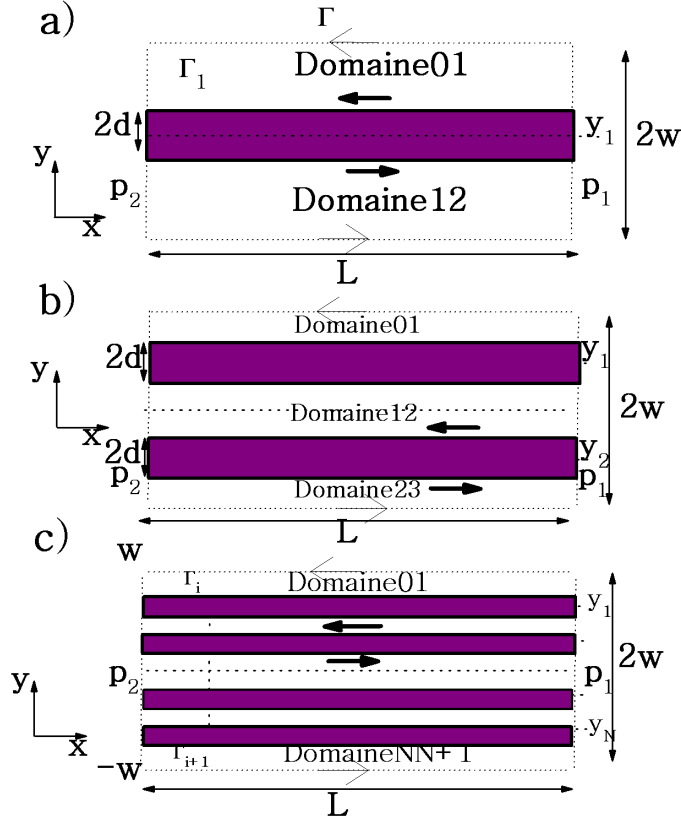 a)
Γ
Γ1
Domaine01
2d
y1
2w
y
p2
p1
Domaine12
x
L
b)
Domaine01
2d
y1
y
Domaine12
2w
x
2d
y2
p2
p1
Domaine23
L
c)
w
Γi
Domaine01
y1
2w
p2
p1
y
x
yN
-w
Γi+1
DomaineNN+1
L